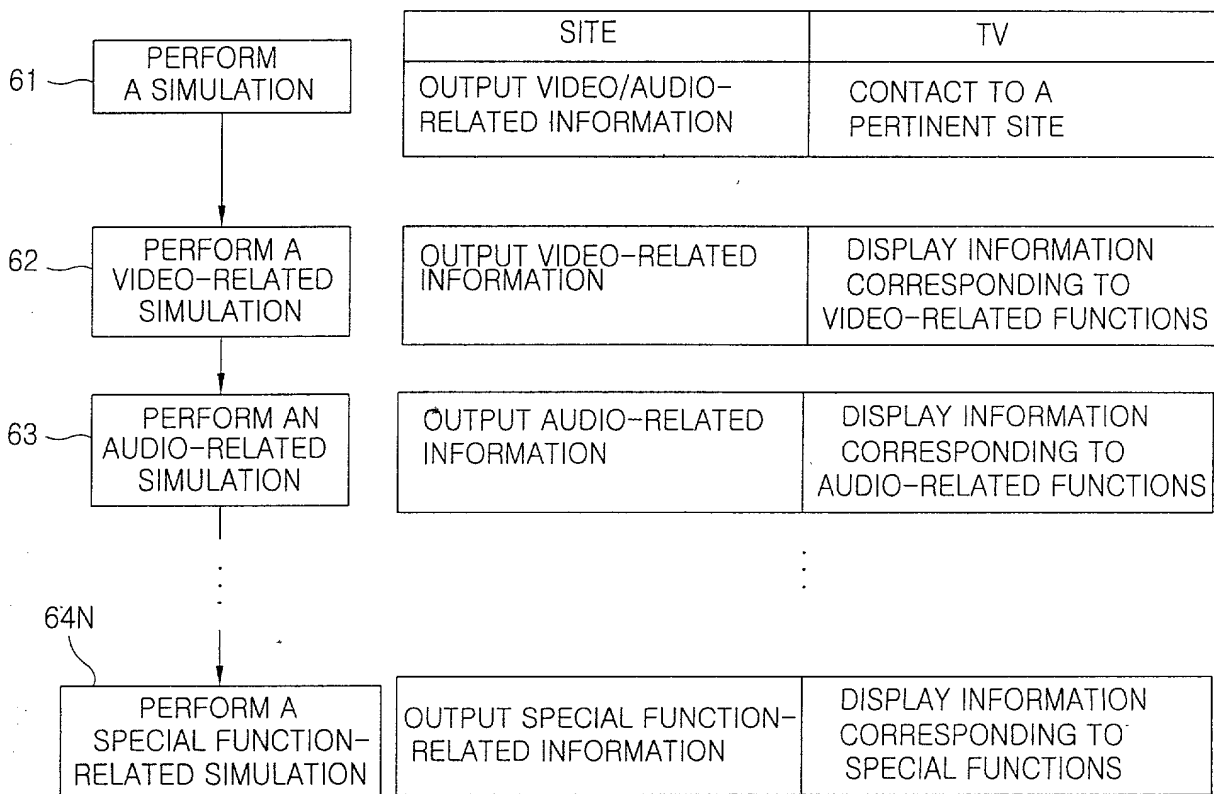 SITE
TV
61
PERFORM
A SIMULATION
OUTPUT VIDEO/AUDIO-
RELATED INFORMATION
CONTACT TO A
PERTINENT SITE
62
PERFORM A
VIDEO-RELATED
SIMULATION
OUTPUT VIDEO-RELATED
INFORMATION
DISPLAY INFORMATION
CORRESPONDING TO
VIDEO-RELATED FUNCTIONS
63
PERFORM AN
AUDIO-RELATED
SIMULATION
OUTPUT AUDIO-RELATED
INFORMATION
DISPLAY INFORMATION
CORRESPONDING TO
AUDIO-RELATED FUNCTIONS
64N
PERFORM A
SPECIAL FUNCTION-
RELATED SIMULATION
OUTPUT SPECIAL FUNCTION-
RELATED INFORMATION
DISPLAY INFORMATION
CORRESPONDING TO
SPECIAL FUNCTIONS